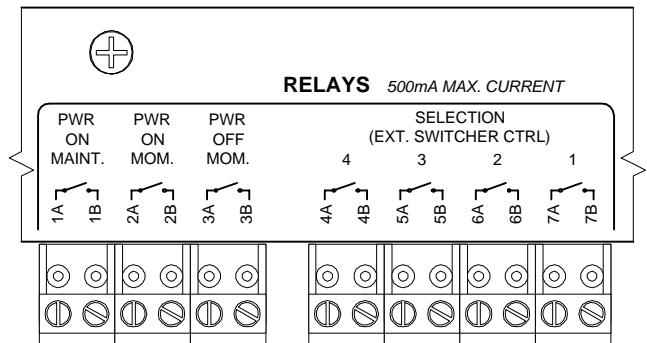 RELAYS 500mA MAX. CURRENT
PWR ON MAINT.
PWR ON MOM.
PWR OFF MOM.
SELECTION
(EXT. SWITCHER CTRL)
4 3 2 1
1A 1B 2A 2B 3A 3B 4A 4B 5A 5B 6A 6B 7A 7B